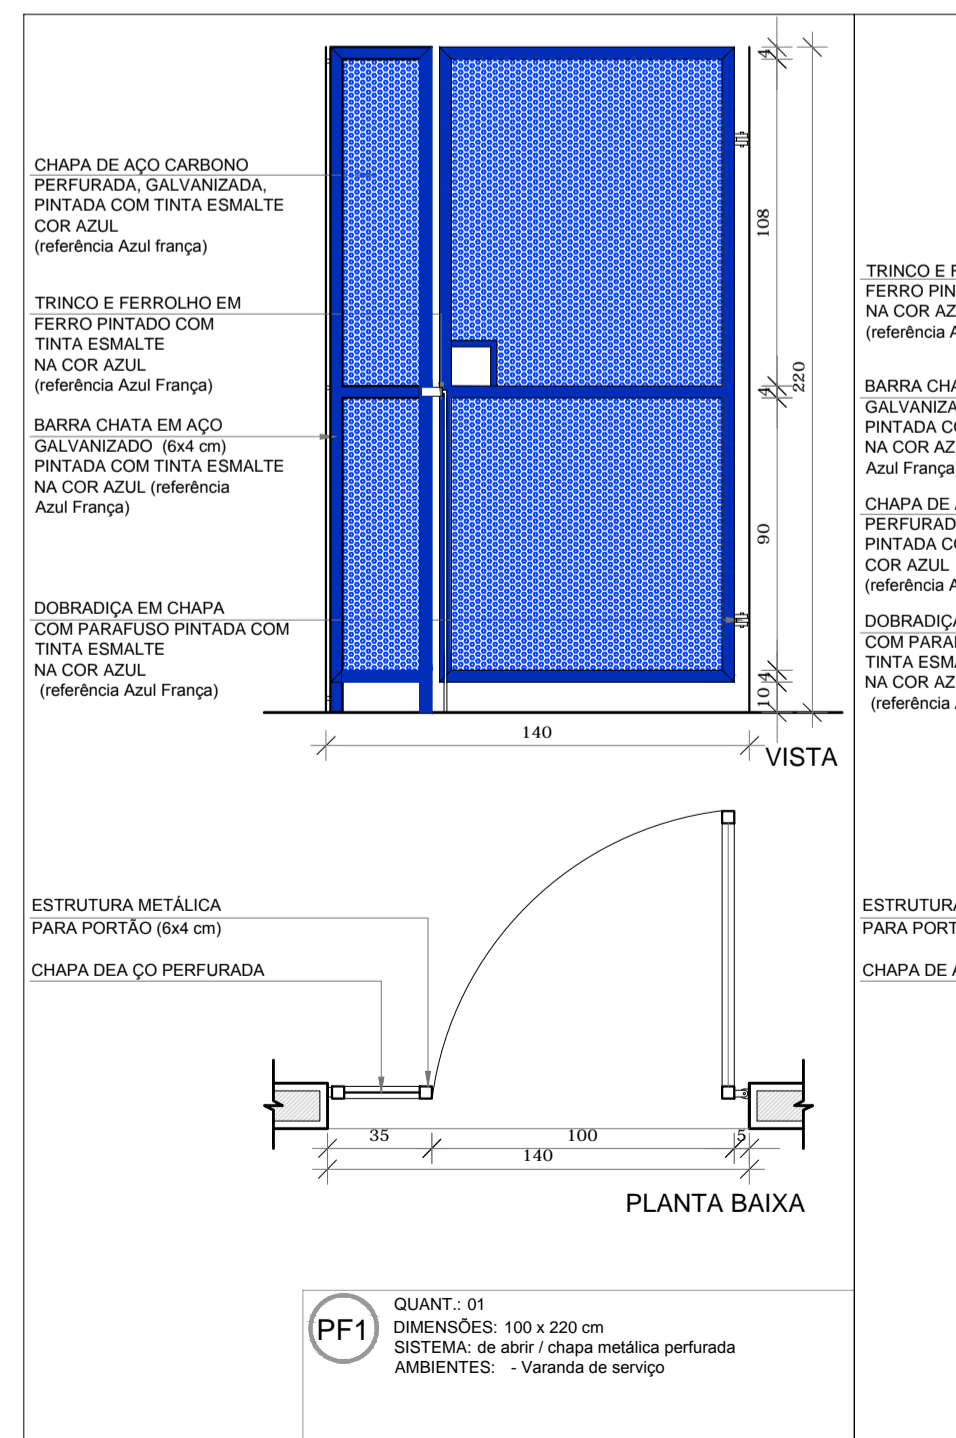 CHAPA DE AÇO CARBONO
PERFURADA, GALVANIZADA,
PINTADA COM TINTA ESMALTE
COR AZUL
(referência Azul frança)
TRINCO E FERROLHO EM
FERRO PINTADO COM
TINTA ESMALTE
NA COR AZUL
(referência Azul França)
BARRA CHATA EM AÇO
GALVANIZADO (6x4 cm)
PINTADA COM TINTA ESMALTE
NA COR AZUL (referência
Azul França)
DOBRADIÇA EM CHAPA
COM PARAFUSO PINTADA COM
TINTA ESMALTE
NA COR AZUL
(referência Azul França)
4
108
4
220
90
4
10
140
VISTA
ESTRUTURA METÁLICA
PARA PORTÃO (6x4 cm)
CHAPA DEA ÇO PERFURADA
35
100
5
140
PLANTA BAIXA
PF1
QUANT.: 01
DIMENSÕES: 100 x 220 cm
SISTEMA: de abrir / chapa metálica perfurada
AMBIENTES: - Varanda de serviço
TRINCO E F
FERRO PIN
NA COR AZ
(referência A
BARRA CHA
GALVANIZA
PINTADA CO
NA COR AZ
Azul França
CHAPA DE A
PERFURAD
PINTADA CO
COR AZUL
(referência A
DOBRADIÇA
COM PARAF
TINTA ESMA
NA COR AZ
(referência A
ESTRUTURA
PARA PORT
CHAPA DE A